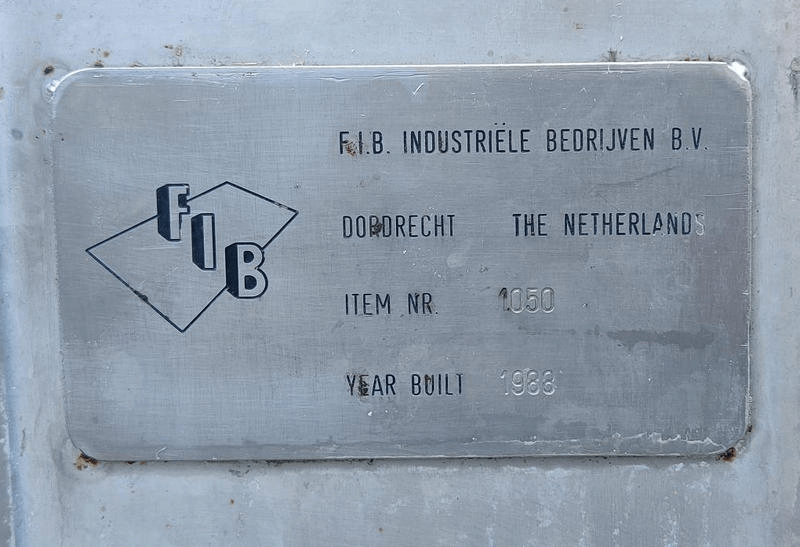 FIB
F.I.B. INDUSTRIËLE BEDRIJVEN B.V.
DORDRECHT THE NETHERLANDS
ITEM NR. 1050
YEAR BUILT 1988